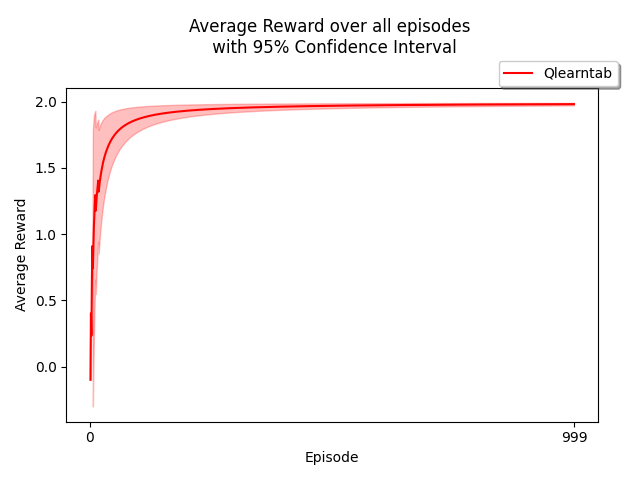 Average Reward over all episodes
with 95% Confidence Interval
Qlearntab
2.0
1.5
1.0
0.5
0.0
Average Reward
0
999
Episode